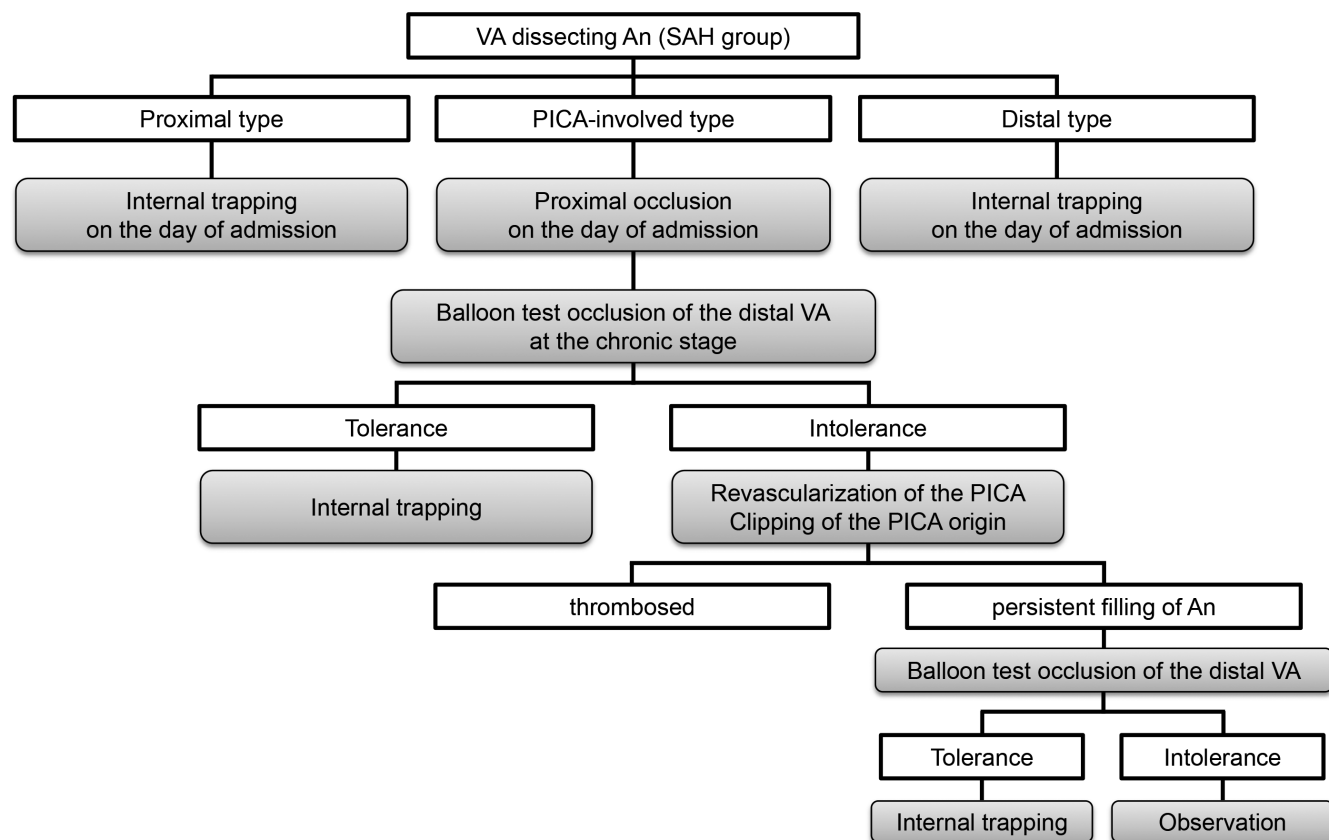 VA dissecting An (SAH group)
Proximal type
PICA-involved type
Distal type
Internal trapping
on the day of admission
Proximal occlusion
on the day of admission
Internal trapping
on the day of admission
Balloon test occlusion of the distal VA
at the chronic stage
Tolerance
Intolerance
Internal trapping
Revascularization of the PICA
Clipping of the PICA origin
thrombosed
persistent filling of An
Balloon test occlusion of the distal VA
Tolerance
Intolerance
Internal trapping
Observation